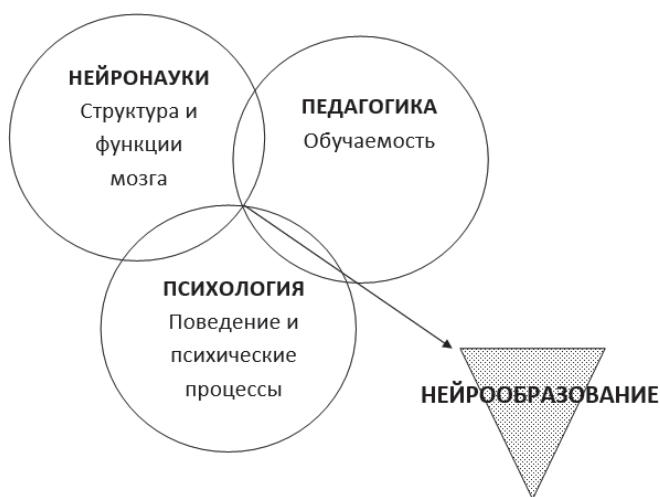 НЕЙРОНАУКИ
Структура и
функции
мозга
ПЕДАГОГИКА
Обучаемость
ПСИХОЛОГИЯ
Поведение и
психические
процессы
НЕЙРООБРАЗОВАНИЕ